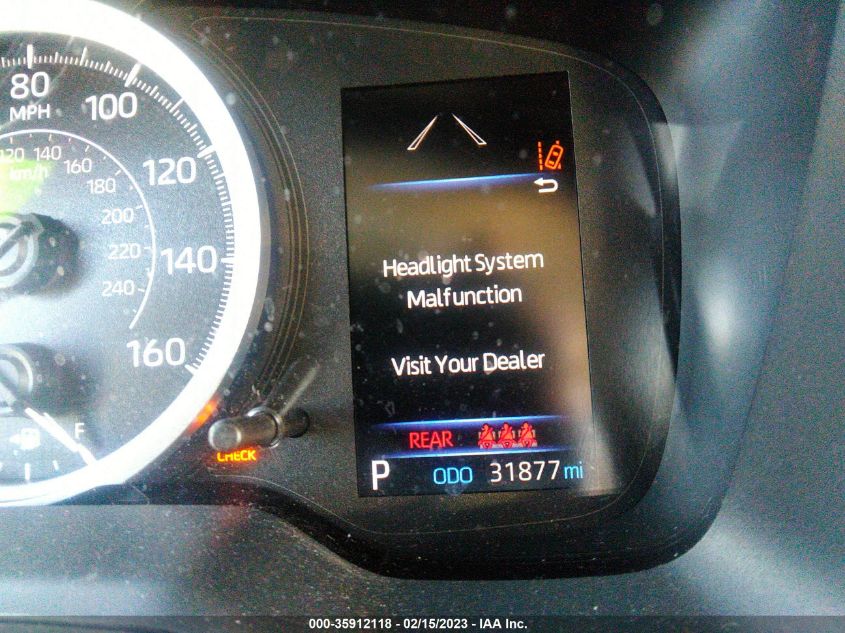 80
MPH
100
120
140
160
120 140
km/h
160
180
200
220
240
F
CHECK
Headlight System
Malfunction
Visit Your Dealer
REAR
P ODO 31877 mi
000-35912118 - 02/15/2023 - IAA Inc.